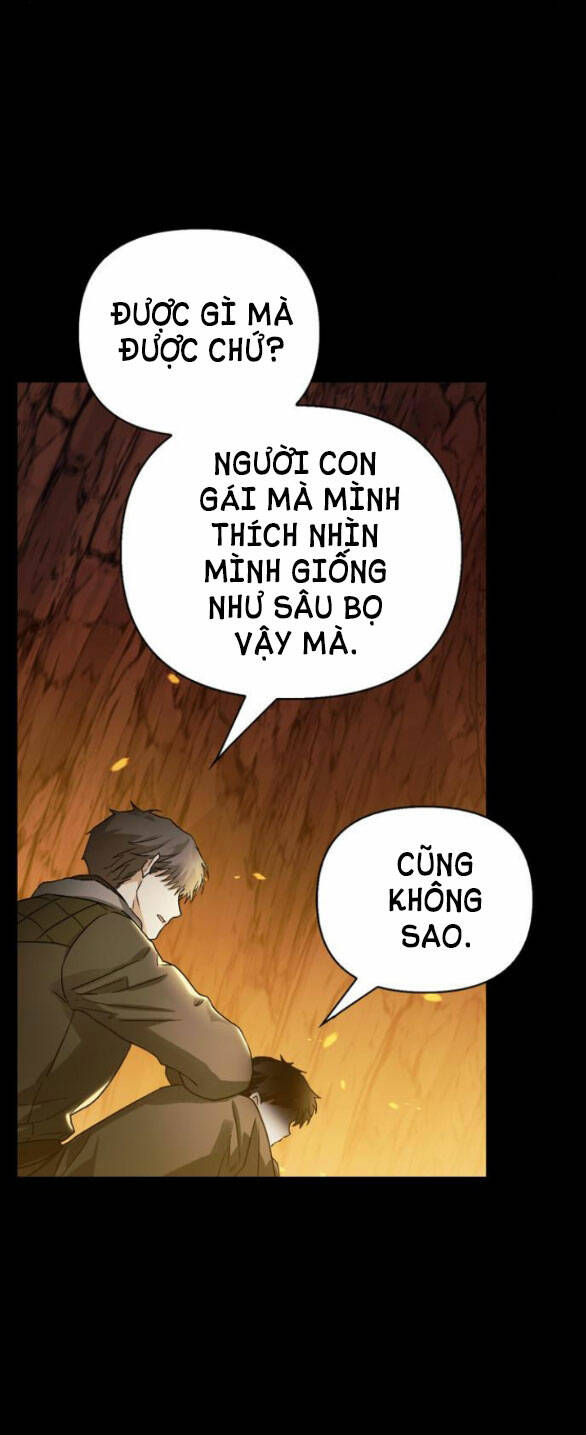 ĐƯỢC GÌ MÀ
ĐƯỢC CHỨ?
NGƯỜI CON
GÁI MÀ MÌNH
THÍCH NHÌN
MÌNH GIỐNG
NHƯ SÂU BỌ
VẬY MÀ.
CŨNG
KHÔNG
SAO.